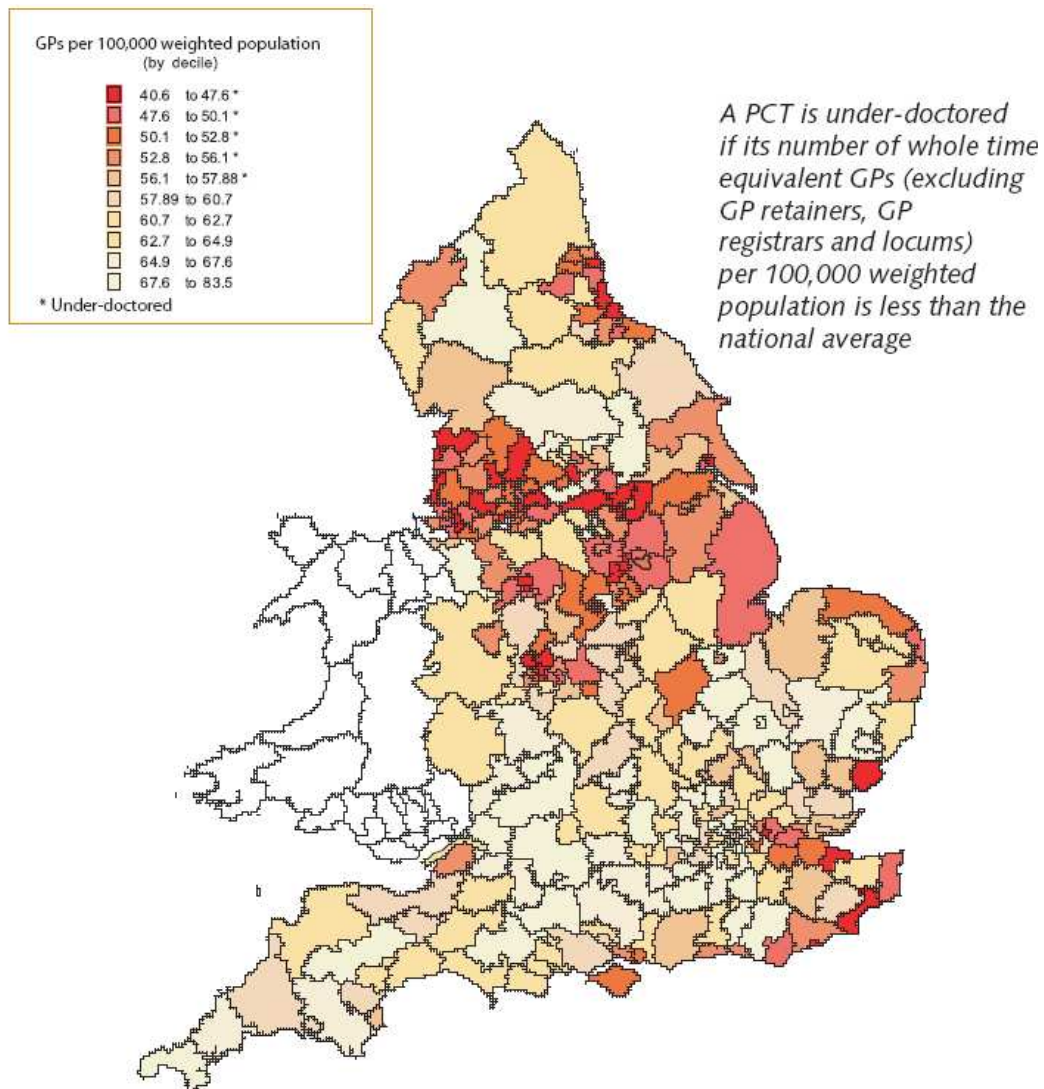 GPs per 100,000 weighted population
(by decile)
40.6 to 47.6 *
47.6 to 50.1 *
50.1 to 52.8 *
52.8 to 56.1 *
56.1 to 57.88 *
57.89 to 60.7
60.7 to 62.7
62.7 to 64.9
64.9 to 67.6
67.6 to 83.5
* Under-doctored
A PCT is under-doctored
if its number of whole time
equivalent GPs (excluding
GP retainers, GP
registrars and locums)
per 100,000 weighted
population is less than the
national average